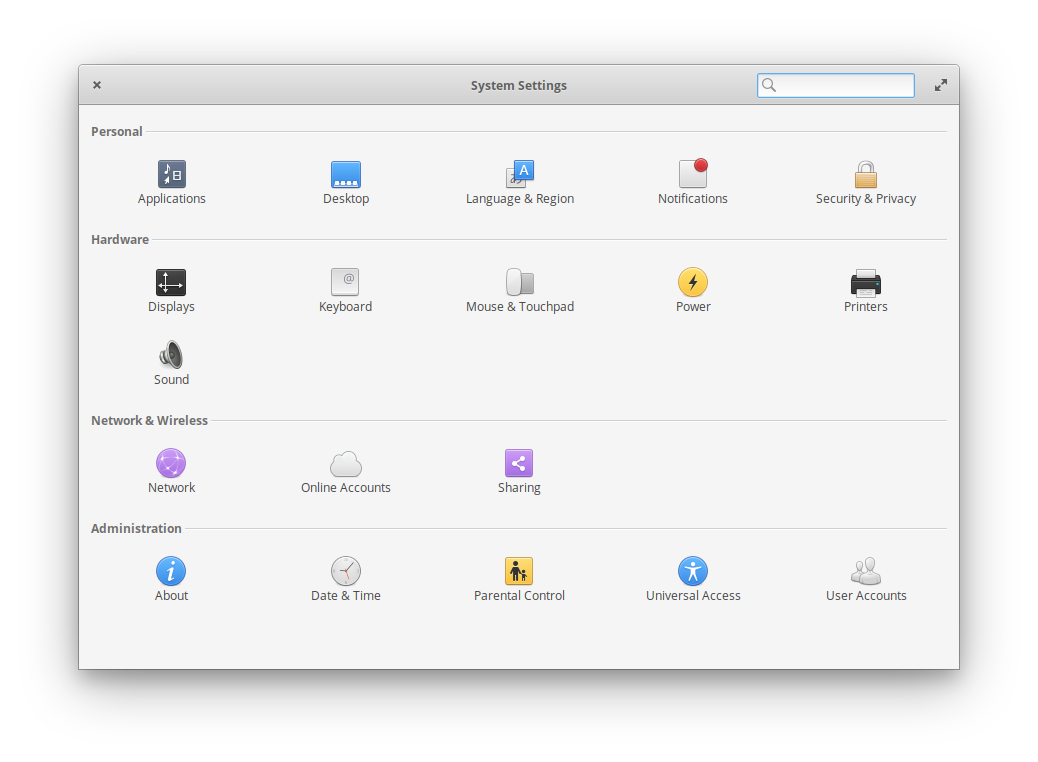 System Settings
Personal
Applications
Desktop
Language & Region
Notifications
Security & Privacy
Hardware
Displays
Keyboard
Mouse & Touchpad
Power
Printers
Sound
Network & Wireless
Network
Online Accounts
Sharing
Administration
About
Date & Time
Parental Control
Universal Access
User Accounts